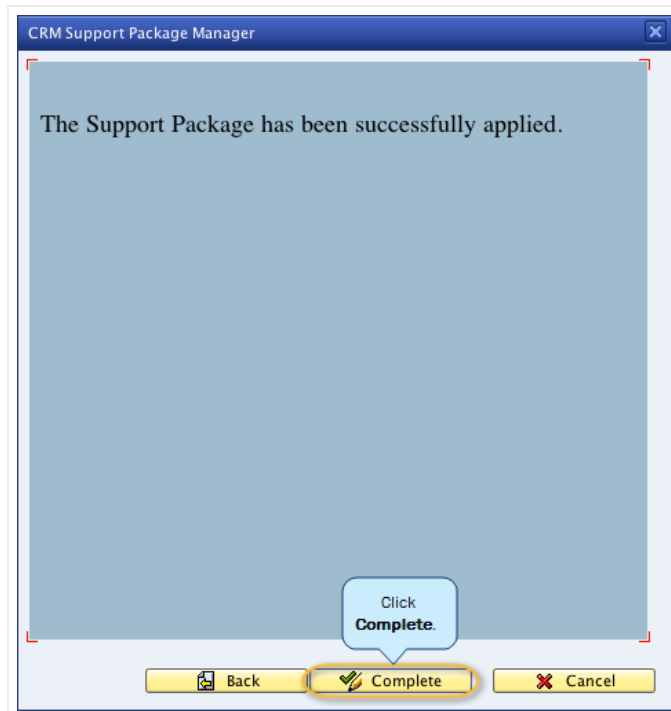 CRM Support Package Manager
The Support Package has been successfully applied.
Click
Complete.
Back
Complete
Cancel